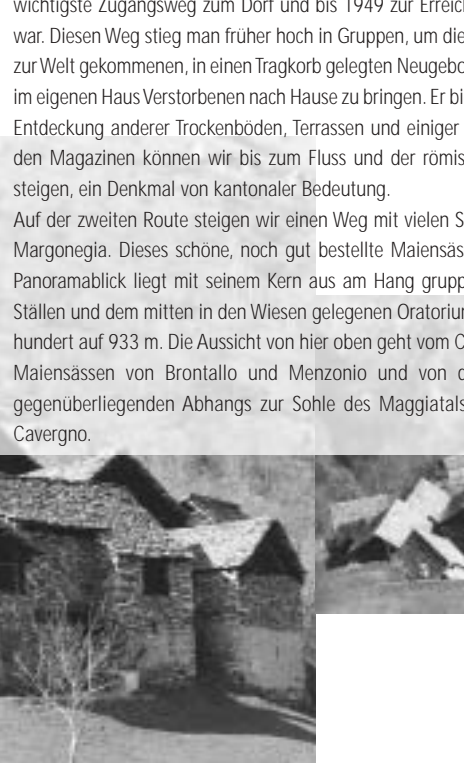 wichtigste Zugangsweg zum Dorf und bis 1949 zur Erreich
war. Diesen Weg stieg man früher hoch in Gruppen, um die
zur Welt gekommenen, in einen Tragkorb gelegten Neugebo
im eigenen Haus Verstorbenen nach Hause zu bringen. Er bi
Entdeckung anderer Trockenböden, Terrassen und einiger
den Magazinen können wir bis zum Fluss und der römis
steigen, ein Denkmal von kantonaler Bedeutung.
Auf der zweiten Route steigen wir einen Weg mit vielen S
Margonegia. Dieses schöne, noch gut bestellte Maiensäs
Panoramablick liegt mit seinem Kern aus am Hang grupp
Ställen und dem mitten in den Wiesen gelegenen Oratoriu
hundert auf 933 m. Die Aussicht von hier oben geht vom
Maiensässen von Brontallo und Menzonio und von d
gegenüberliegenden Abhangs zur Sohle des Maggiatals
Cavergno.